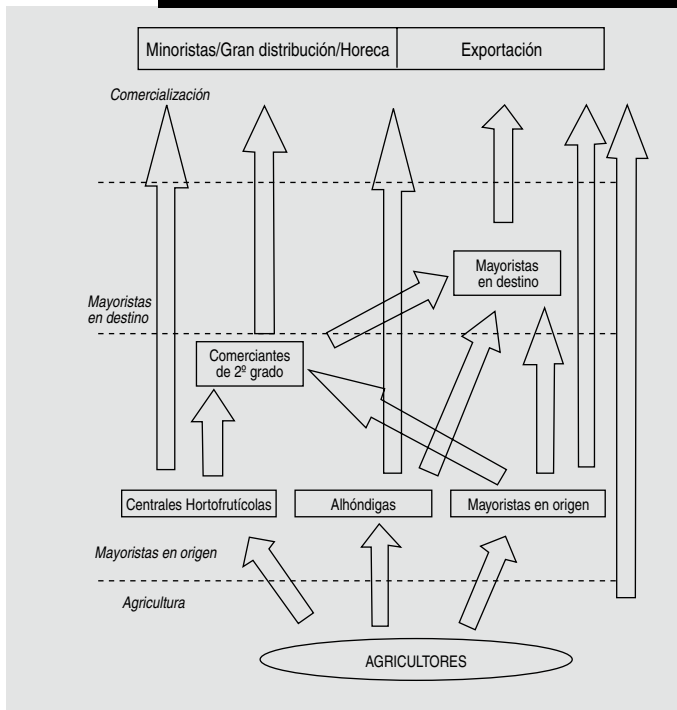 Minoristas/Gran distribución/Horeca
Exportación
Comercialización
Mayoristas
en destino
Mayoristas
en destino
Comerciantes
de 2º grado
Centrales Hortofrutícolas
Alhóndigas
Mayoristas en origen
Mayoristas en origen
Agricultura
AGRICULTORES